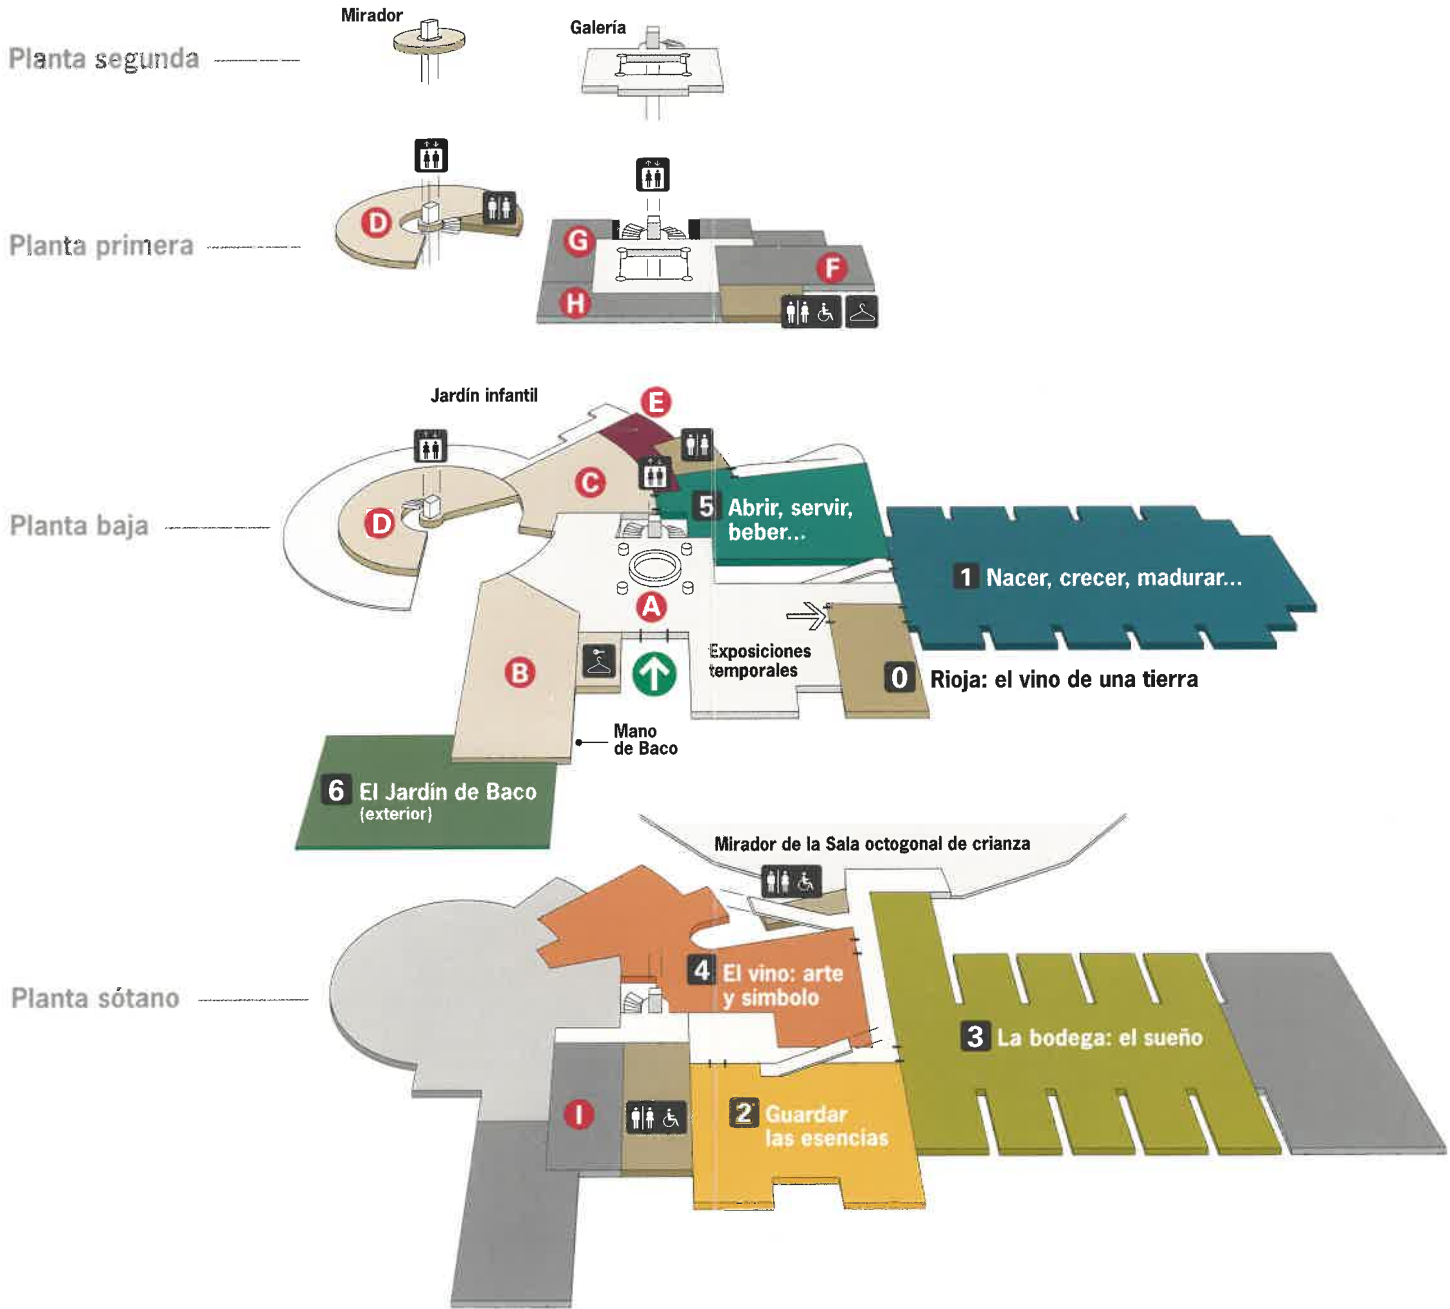 Mirador
Galería
Planta segunda
D
Planta primera
G
F
H
Jardín infantil
E
C
5 Abrir, servir,
beber...
D
Planta baja
1 Nacer, crecer, madurar...
A
Exposiciones
temporales
B
0 Rioja: el vino de una tierra
Mano
de Baco
6 El Jardín de Baco
(exterior)
Mirador de la Sala octogonal de crianza
4 El vino: arte
y simbolo
Planta sótano
3 La bodega: el sueño
I
2 Guardar
las esencias